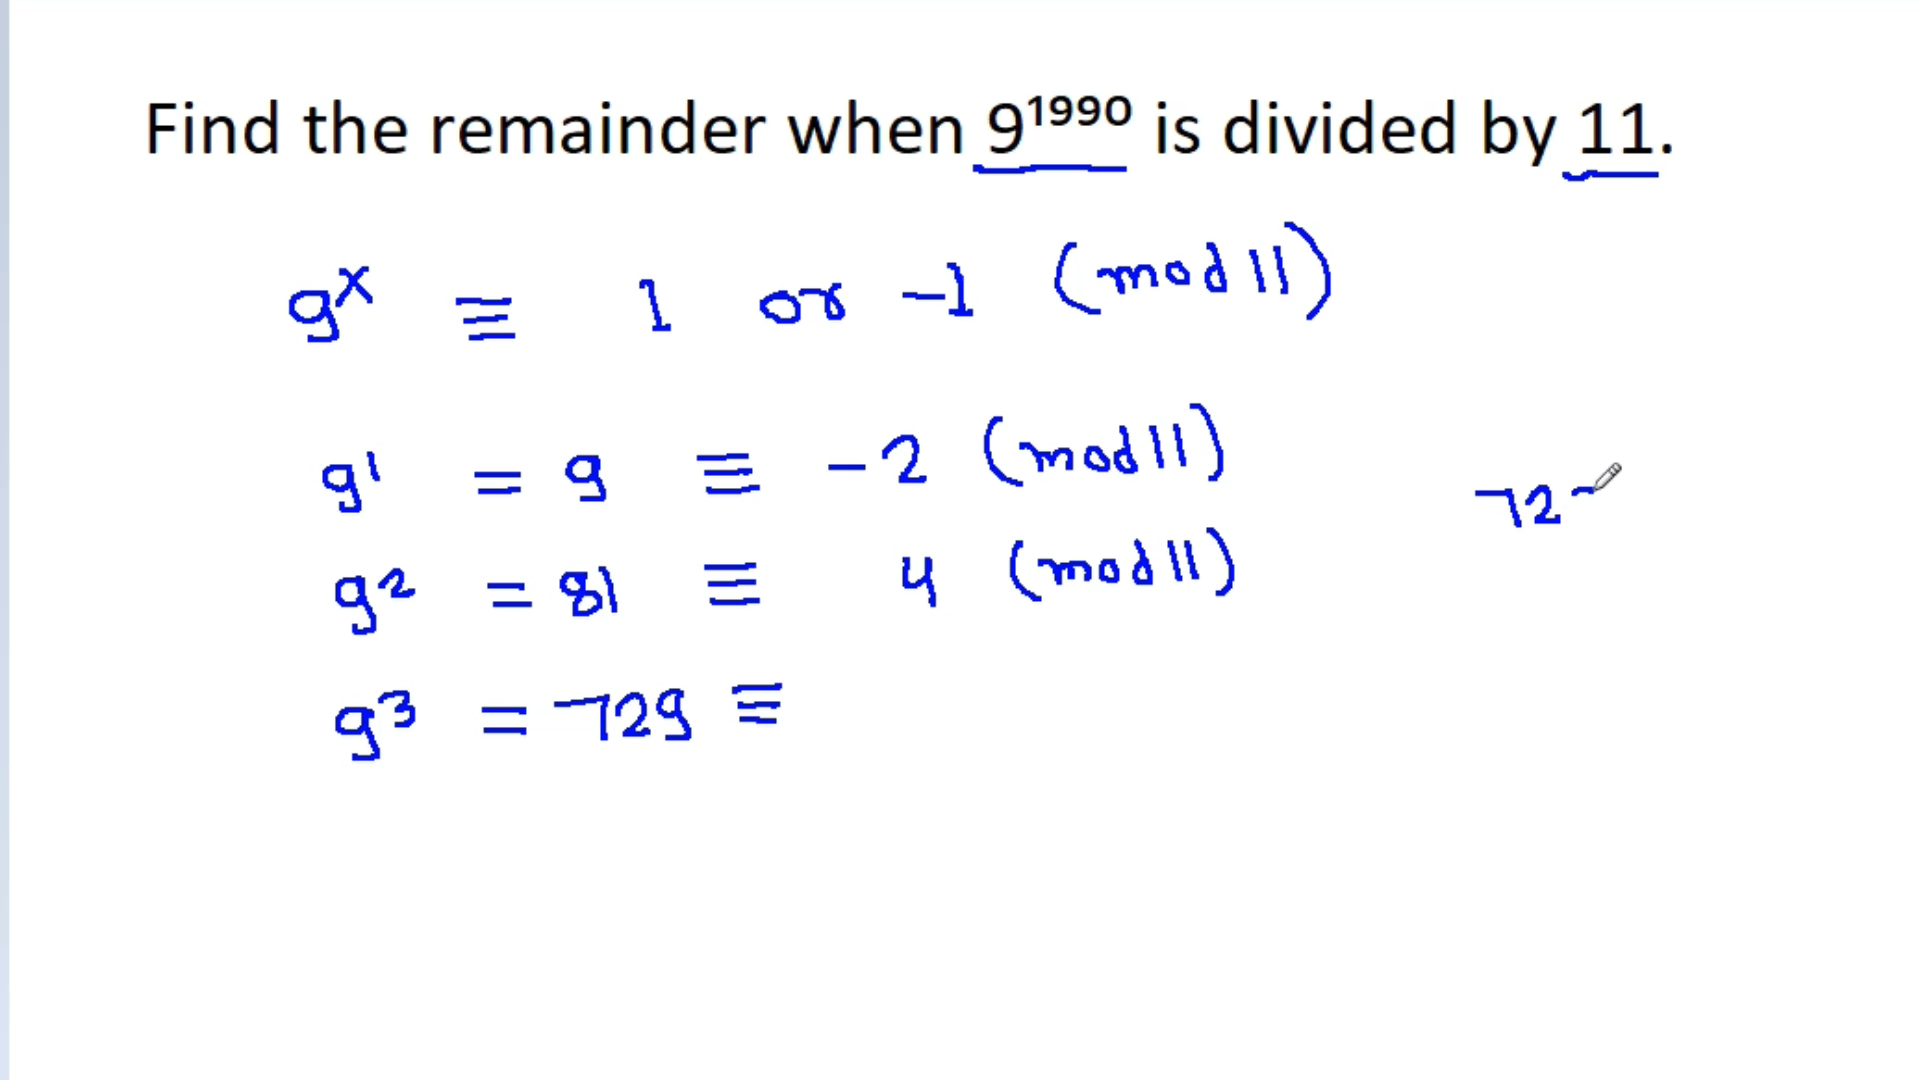 Find the remainder when 9¹⁹⁹⁰ is divided by 11.
9ˣ ≡ 1 or -1 (mod 11)
9¹ = 9 ≡ -2 (mod 11)
72
9² = 81 ≡ 4 (mod 11)
9³ = 729 ≡